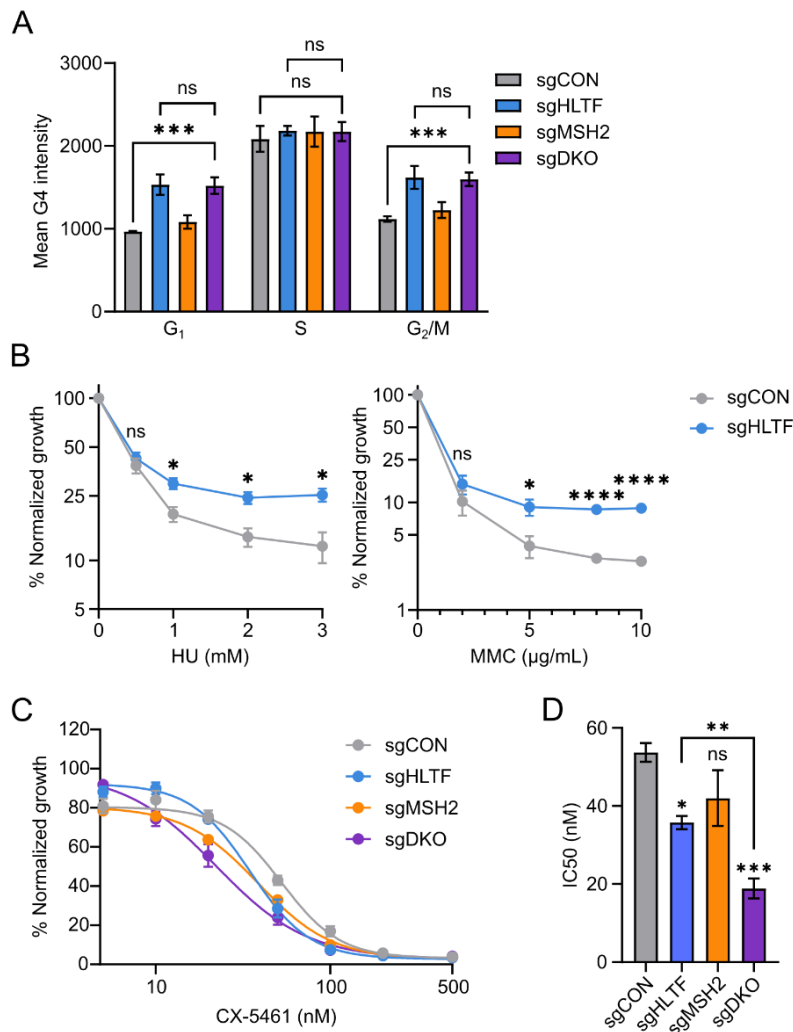 A
Mean G4 intensity
3000
2000
1000
0
ns
ns
ns
ns
***
***
G1
S
G2/M
sgCON
sgHLTF
sgMSH2
sgDKO
B
% Normalized growth
100
50
25
10
5
ns
*
*
*
0
1
2
3
HU (mM)
% Normalized growth
100
50
25
10
5
1
ns
*
****
****
0
5
10
MMC (µg/mL)
sgCON
sgHLTF
C
% Normalized growth
120
100
80
60
40
20
0
10
100
500
CX-5461 (nM)
sgCON
sgHLTF
sgMSH2
sgDKO
D
IC50 (nM)
60
40
20
0
**
*
ns
***
sgCON
sgHLTF
sgMSH2
sgDKO